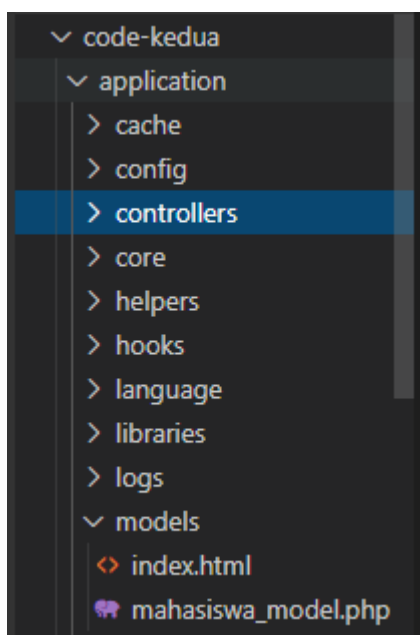 code-kedua
application
cache
config
controllers
core
helpers
hooks
language
libraries
logs
models
index.html
mahasiswa_model.php